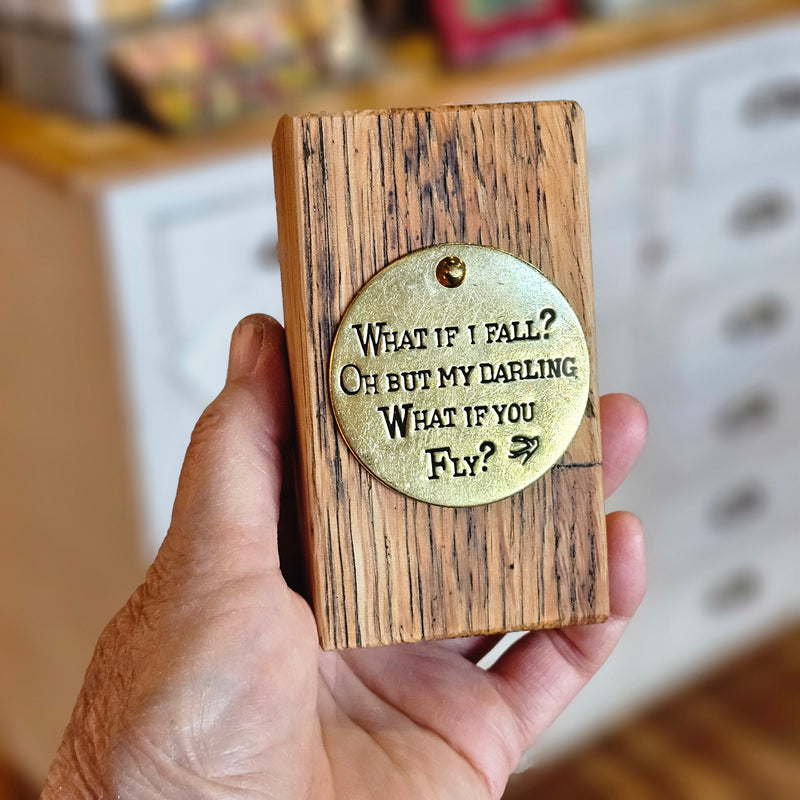 What if I fall?
Oh but my darling
What if you
Fly?